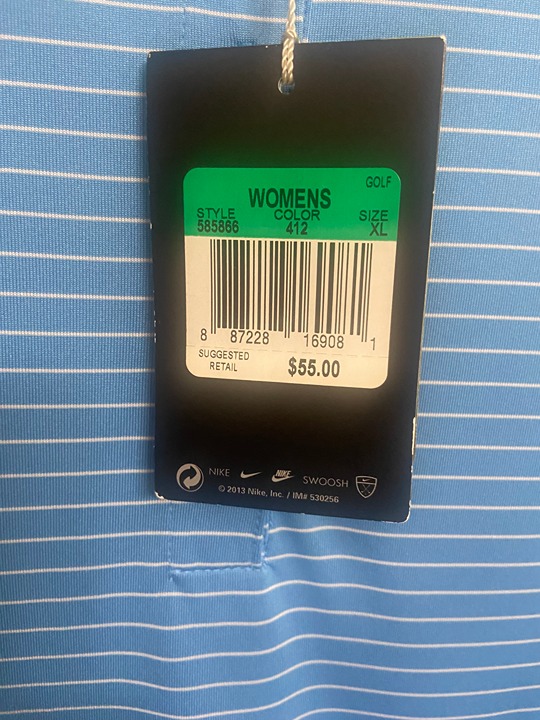 GOLF
WOMENS
STYLE COLOR SIZE
585866 412 XL
8 87228 16908 1
SUGGESTED
RETAIL
$55.00
NIKE NIKE SWOOSH
© 2013 Nike, Inc. / IM# 530256